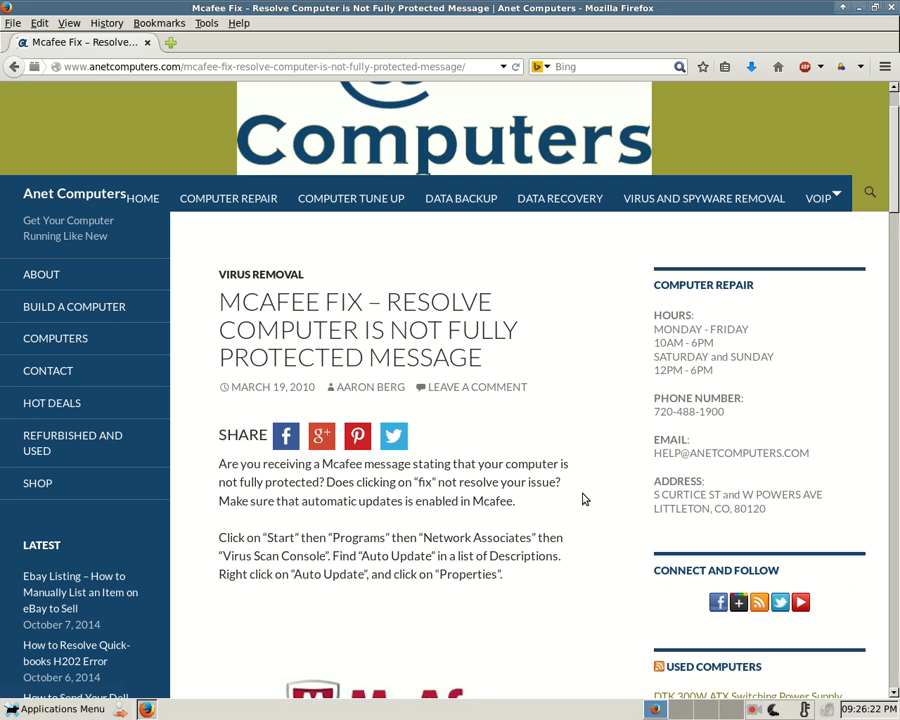 Mcafee Fix – Resolve Computer is Not Fully Protected Message | Anet Computers - Mozilla Firefox
File Edit View History Bookmarks Tools Help
Mcafee Fix – Resolve...
www.anetcomputers.com/mcafee-fix-resolve-computer-is-not-fully-protected-message/
Bing
Computers
Anet Computers
HOME COMPUTER REPAIR COMPUTER TUNE UP DATA BACKUP DATA RECOVERY VIRUS AND SPYWARE REMOVAL VOIP
Get Your Computer
Running Like New
ABOUT
BUILD A COMPUTER
COMPUTERS
CONTACT
HOT DEALS
REFURBISHED AND
USED
SHOP
LATEST
Ebay Listing – How to
Manually List an Item on
eBay to Sell
October 7, 2014
How to Resolve Quick-
books H202 Error
October 6, 2014
How to Send Your Dell
VIRUS REMOVAL
MCAFEE FIX – RESOLVE
COMPUTER IS NOT FULLY
PROTECTED MESSAGE
MARCH 19, 2010 AARON BERG LEAVE A COMMENT
SHARE
Are you receiving a Mcafee message stating that your computer is
not fully protected? Does clicking on “fix” not resolve your issue?
Make sure that automatic updates is enabled in Mcafee.
Click on “Start” then “Programs” then “Network Associates” then
“Virus Scan Console”. Find “Auto Update” in a list of Descriptions.
Right click on “Auto Update”, and click on “Properties”.
COMPUTER REPAIR
HOURS:
MONDAY - FRIDAY
10AM - 6PM
SATURDAY and SUNDAY
12PM - 6PM
PHONE NUMBER:
720-488-1900
EMAIL:
HELP@ANETCOMPUTERS.COM
ADDRESS:
S CURTICE ST and W POWERS AVE
LITTLETON, CO, 80120
CONNECT AND FOLLOW
USED COMPUTERS
DTK 300W ATX Switching Power Supply
Applications Menu
09:26:22 PM